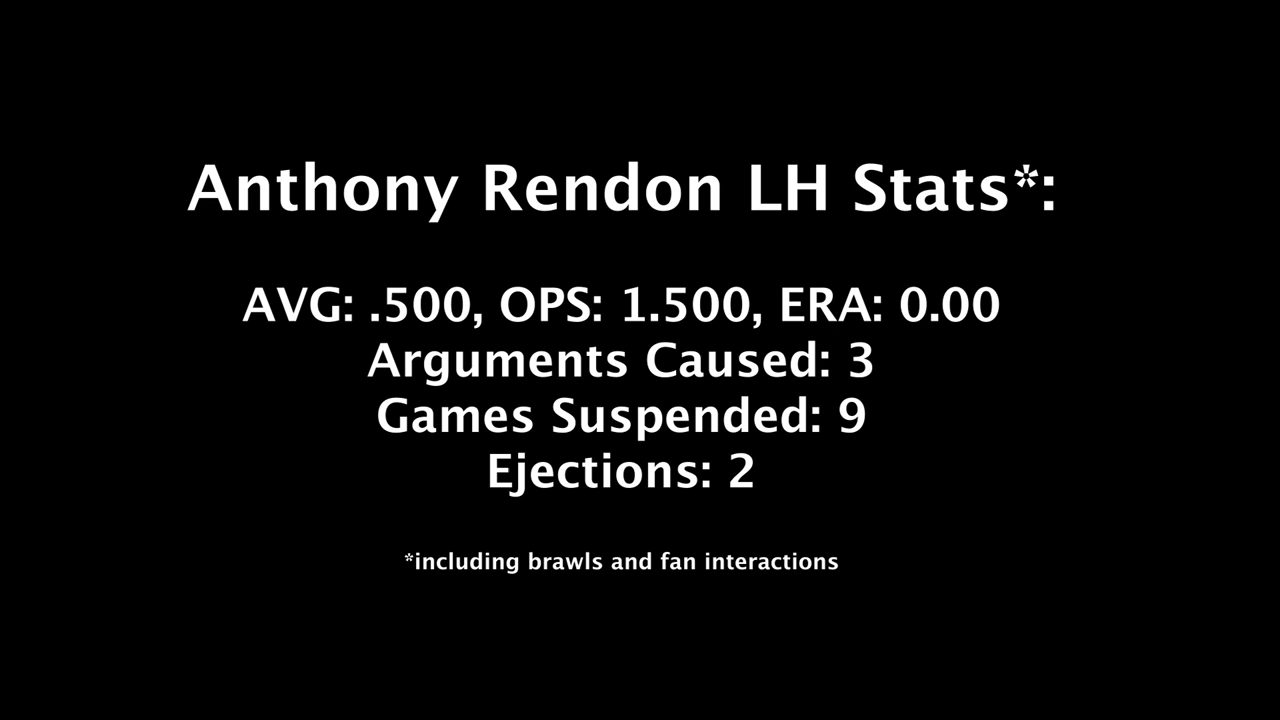 Anthony Rendon LH Stats*:
AVG: .500, OPS: 1.500, ERA: 0.00
Arguments Caused: 3
Games Suspended: 9
Ejections: 2
*including brawls and fan interactions